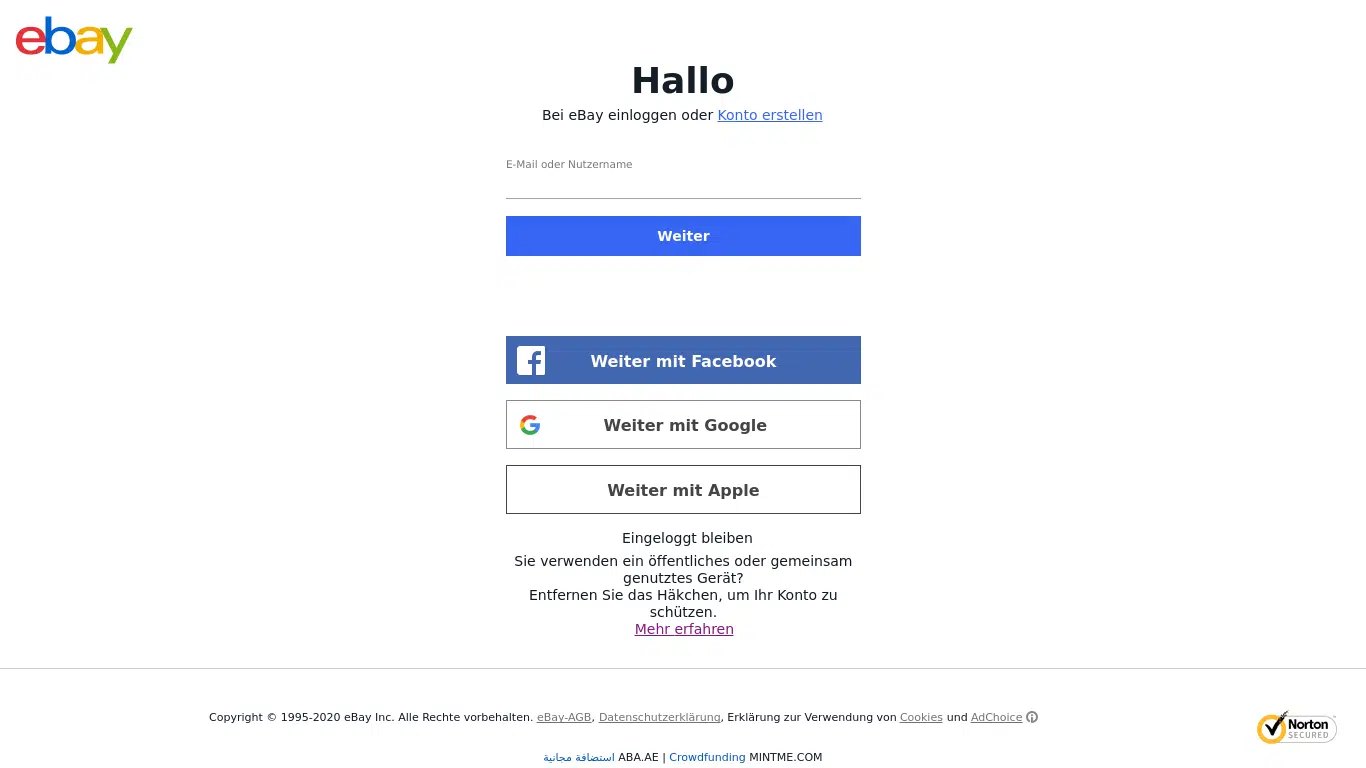 ebay
Hallo
Bei eBay einloggen oder Konto erstellen
E-Mail oder Nutzername
Weiter
Weiter mit Facebook
Weiter mit Google
Weiter mit Apple
Eingeloggt bleiben
Sie verwenden ein öffentliches oder gemeinsam
genutztes Gerät?
Entfernen Sie das Häkchen, um Ihr Konto zu
schützen.
Mehr erfahren
Copyright © 1995-2020 eBay Inc. Alle Rechte vorbehalten. eBay-AGB, Datenschutzerklärung, Erklärung zur Verwendung von Cookies und AdChoice
Norton
SECURED
استضافة مجانية ABA.AE | Crowdfunding MINTME.COM